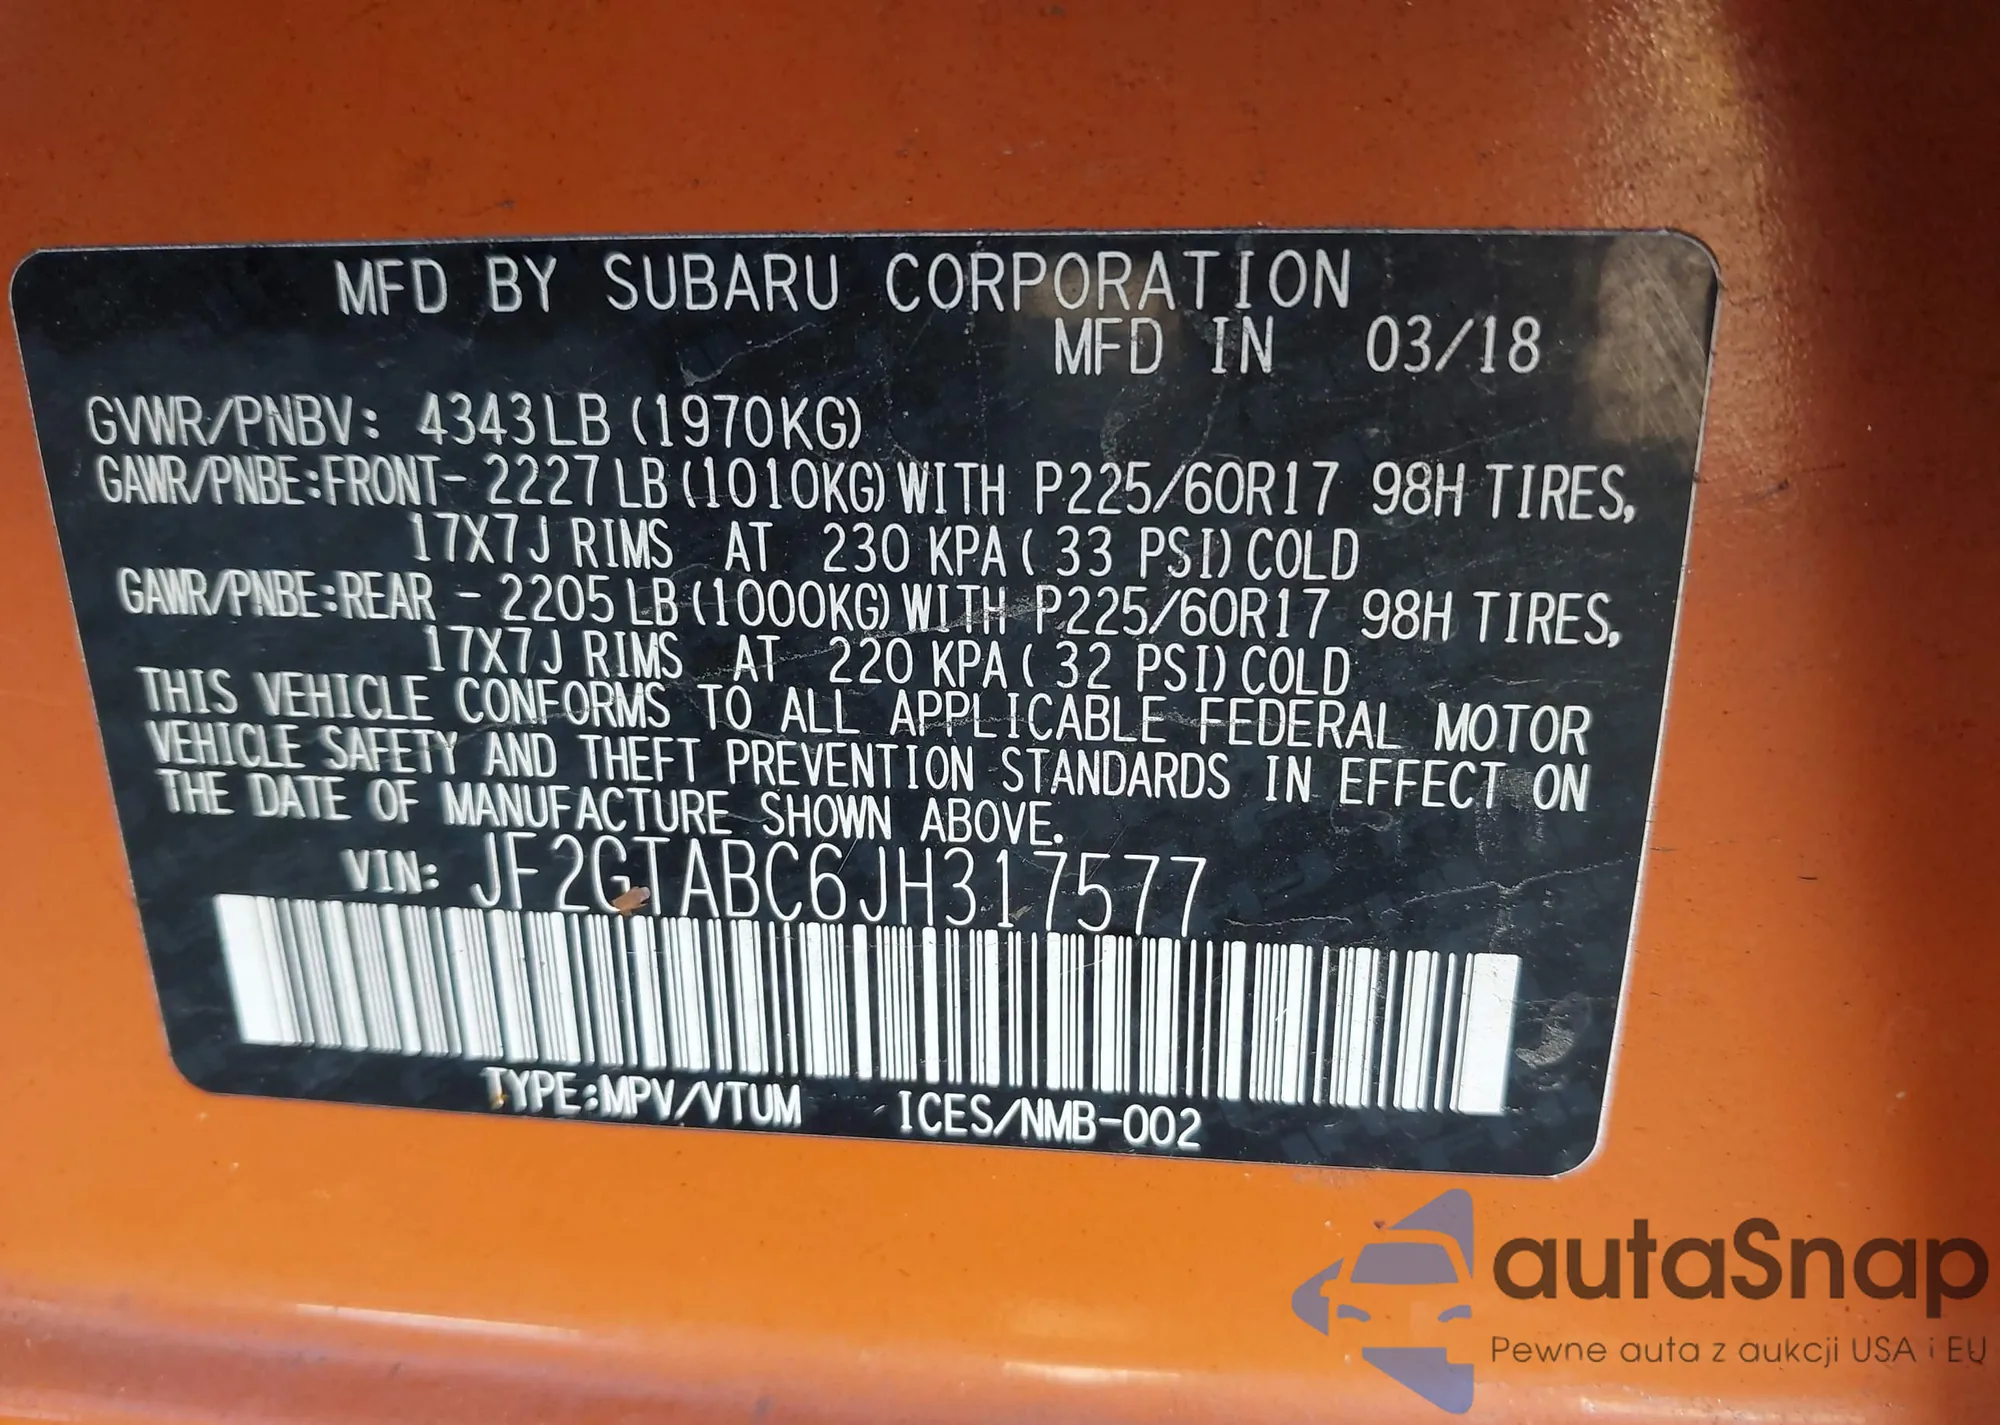 MFD BY SUBARU CORPORATION
MFD IN 03/18
GVWR/PNBV: 4343LB (1970KG)
GAWR/PNBE:FRONT- 2227LB (1010KG) WITH P225/60R17 98H TIRES,
17X7J RIMS AT 230 KPA ( 33 PSI) COLD
GAWR/PNBE:REAR - 2205LB (1000KG) WITH P225/60R17 98H TIRES,
17X7J RIMS AT 220 KPA ( 32 PSI) COLD
THIS VEHICLE CONFORMS TO ALL APPLICABLE FEDERAL MOTOR
VEHICLE SAFETY AND THEFT PREVENTION STANDARDS IN EFFECT ON
THE DATE OF MANUFACTURE SHOWN ABOVE.
VIN: JF2GTABC6JH317577
TYPE:MPV/VTUM ICES/NMB-002
autaSnap
Pewne auta z aukcji USA i EU